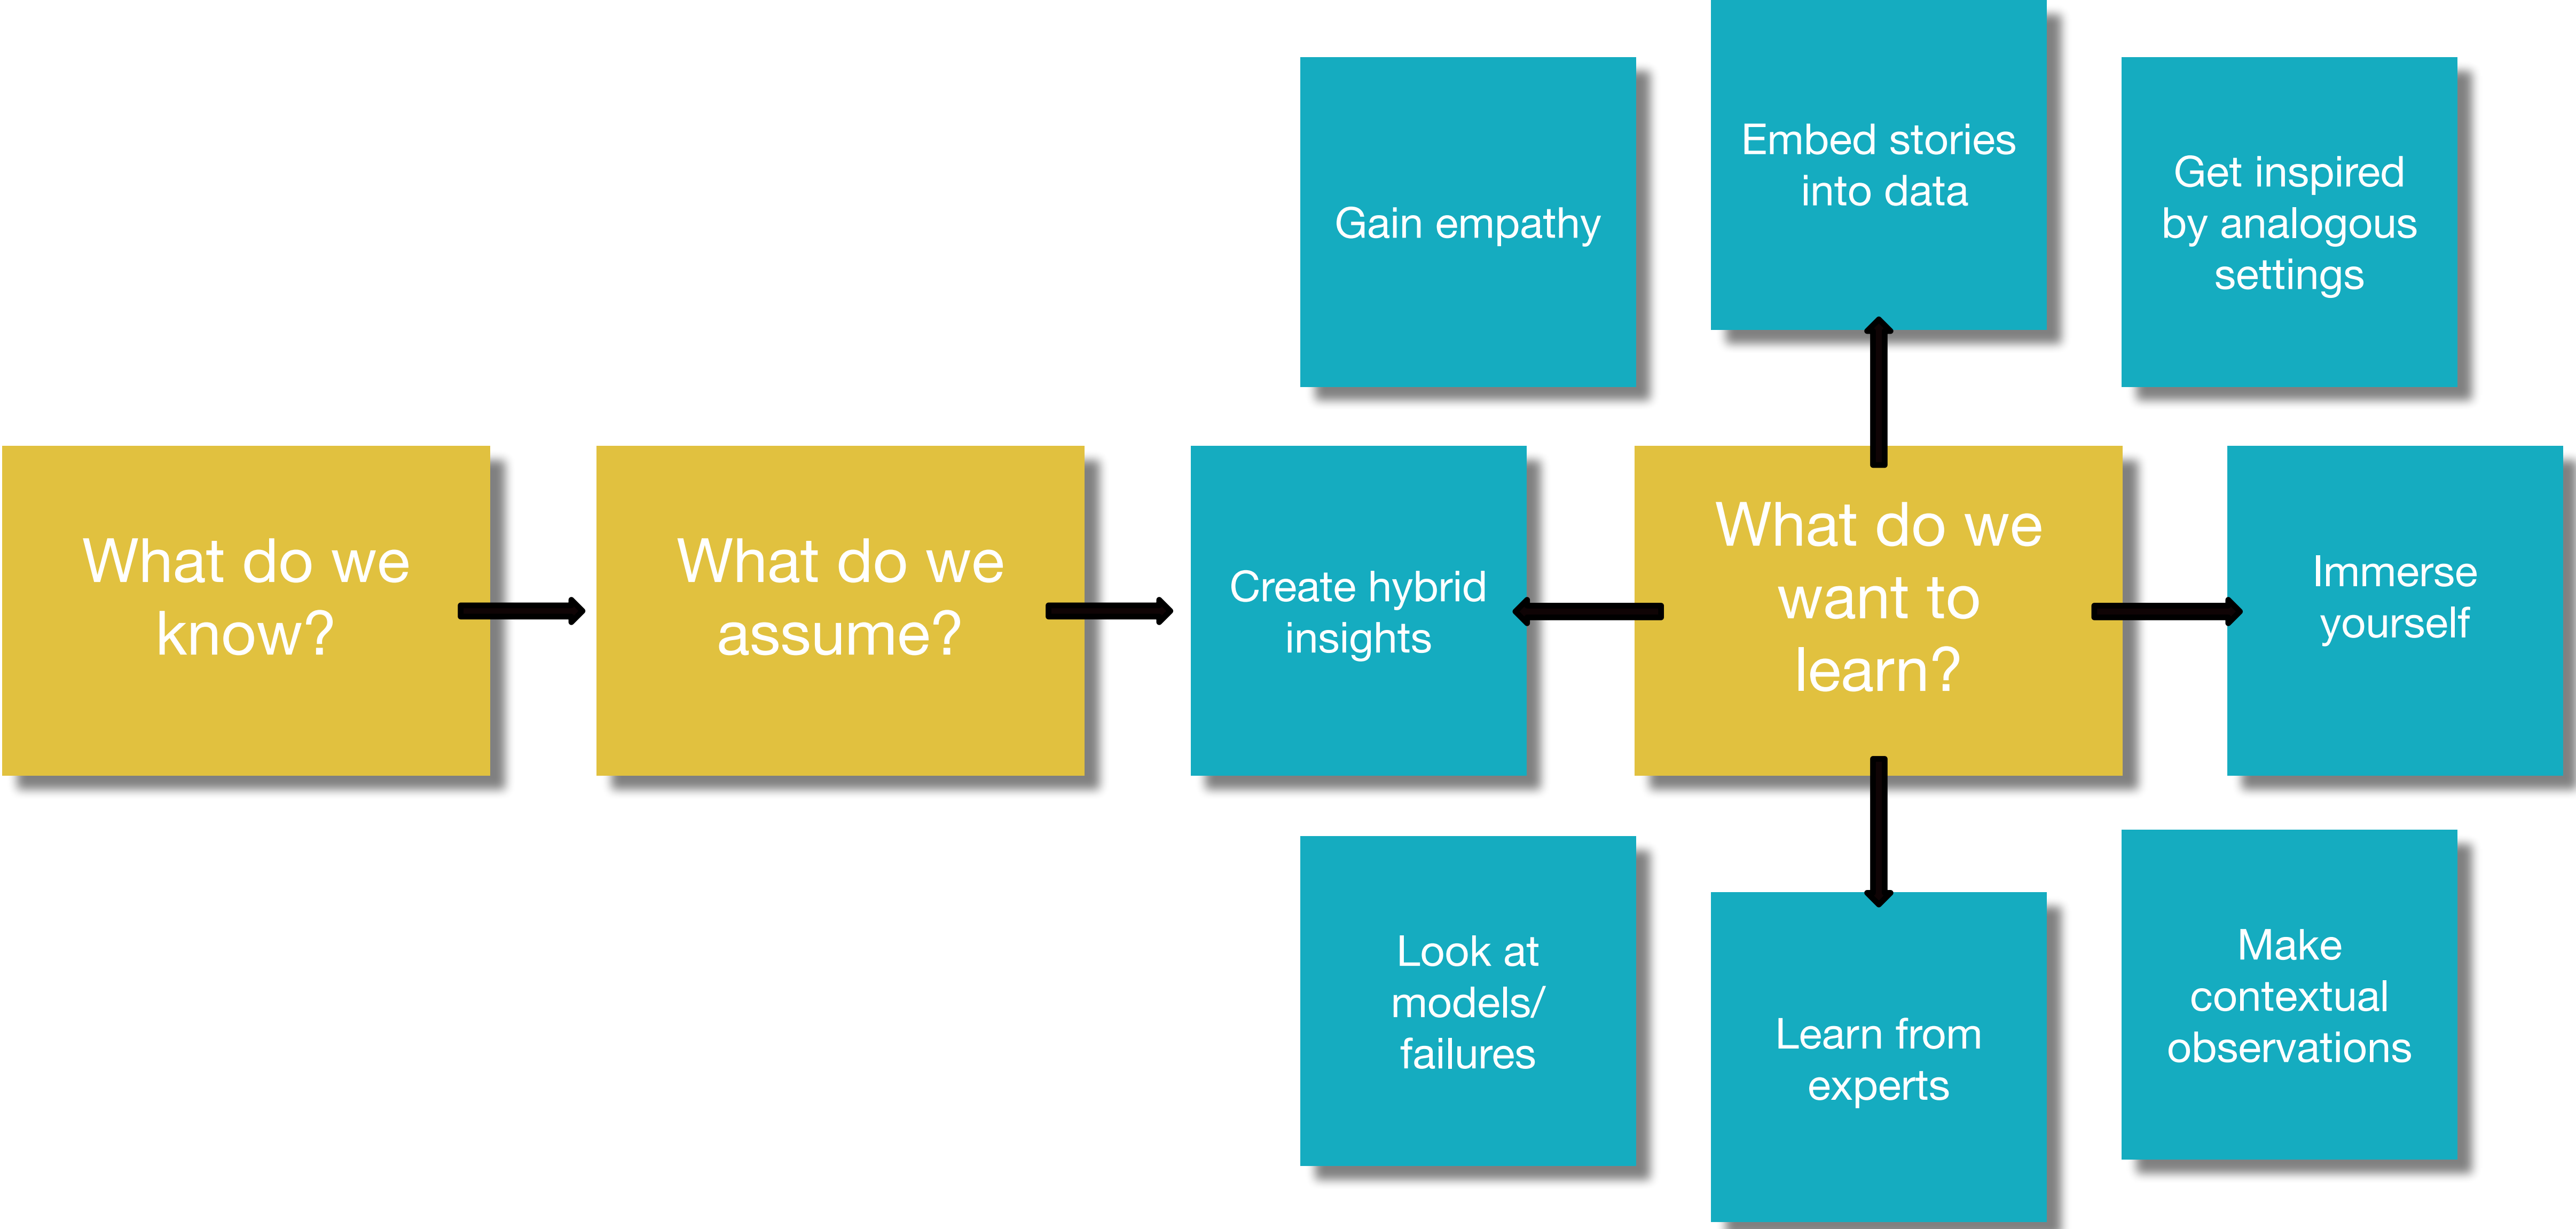 What do we
know?
What do we
assume?
Gain empathy
Embed stories
into data
Get inspired
by analogous
settings
Create hybrid
insights
What do we
want to
learn?
Immerse
yourself
Look at
models/
failures
Learn from
experts
Make
contextual
observations